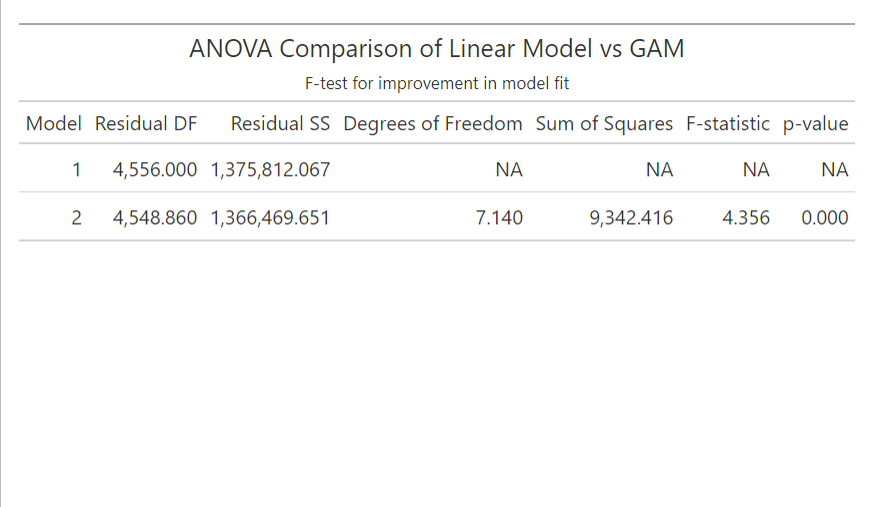 ANOVA Comparison of Linear Model vs GAM
F-test for improvement in model fit
Model Residual DF Residual SS Degrees of Freedom Sum of Squares F-statistic p-value
1 4,556.000 1,375,812.067 NA NA NA NA
2 4,548.860 1,366,469.651 7.140 9,342.416 4.356 0.000